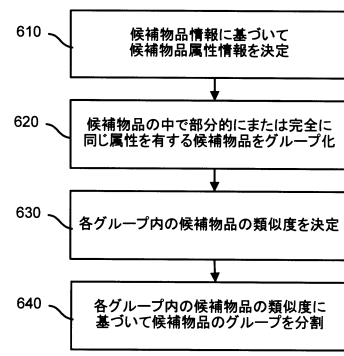 610
候補物品情報に基づいて
候補物品属性情報を決定
620
候補物品の中で部分的にまたは完全に
同じ属性を有する候補物品をグループ化
630
各グループ内の候補物品の類似度を決定
640
各グループ内の候補物品の類似度に
基づいて候補物品のグループを分割